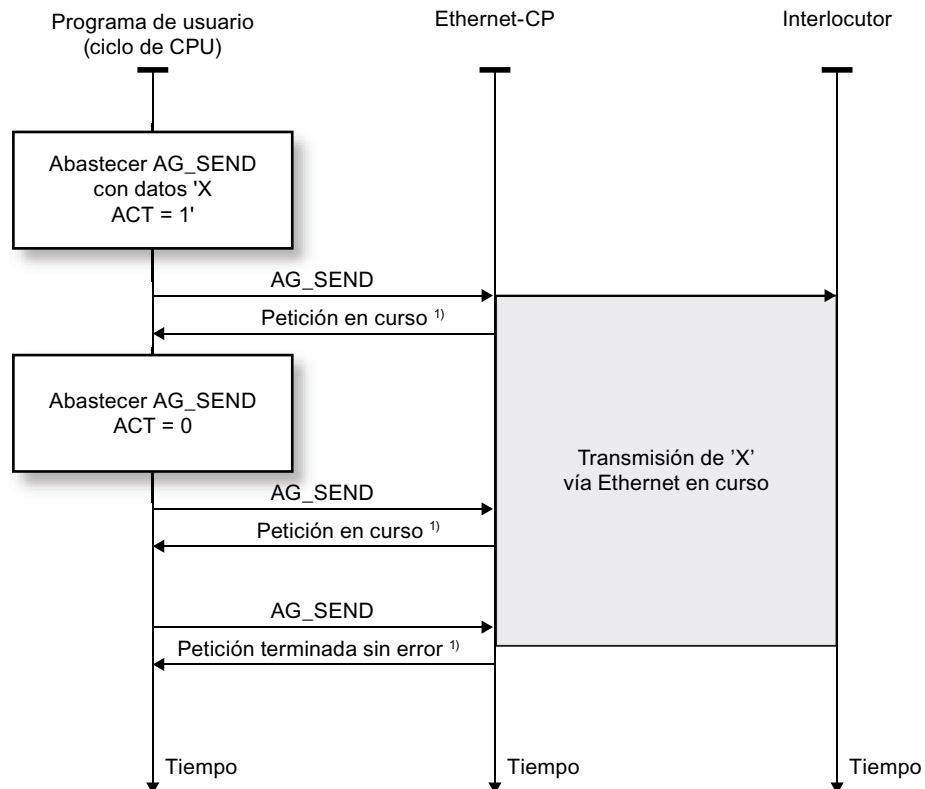 Programa de usuario
(ciclo de CPU)
Ethernet-CP
Interlocutor
Abastecer AG_SEND
con datos 'X
ACT = 1'
AG_SEND
Petición en curso 1)
Abastecer AG_SEND
ACT = 0
Transmisión de ’X’
vía Ethernet en curso
AG_SEND
Petición en curso 1)
AG_SEND
Petición terminada sin error 1)
Tiempo
Tiempo
Tiempo